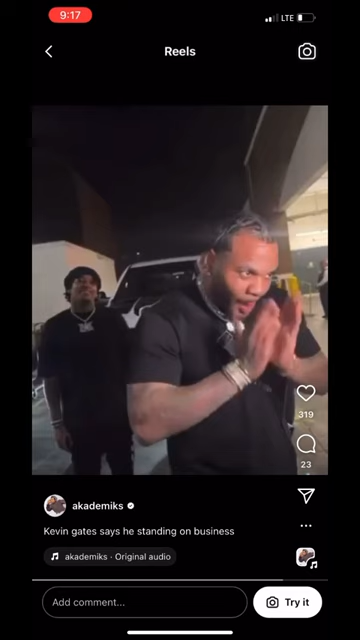 9:17
LTE
Reels
319
23
akademiks
Kevin gates says he standing on business
akademiks · Original audio
Add comment...
Try it